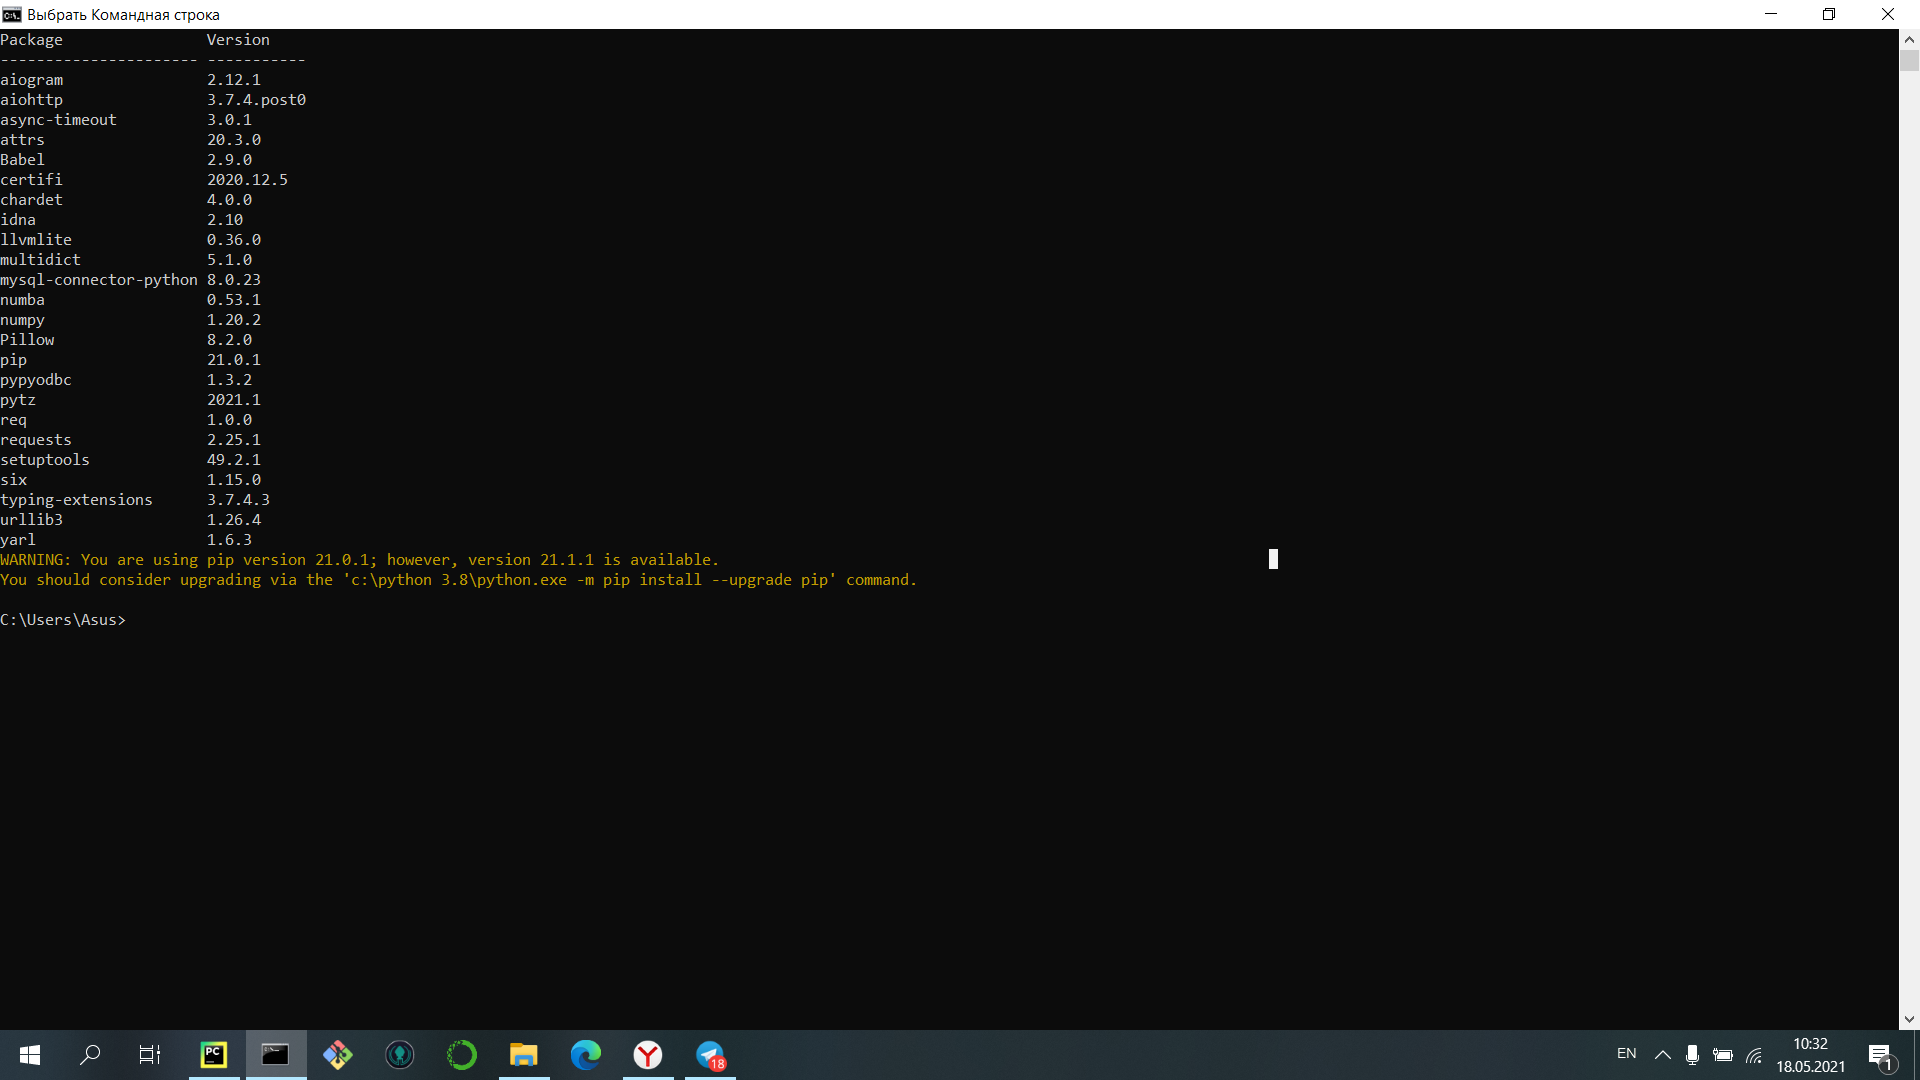 Выбрать Командная строка
Package Version
---------------------- -----------
aiogram 2.12.1
aiohttp 3.7.4.post0
async-timeout 3.0.1
attrs 20.3.0
Babel 2.9.0
certifi 2020.12.5
chardet 4.0.0
idna 2.10
llvmlite 0.36.0
multidict 5.1.0
mysql-connector-python 8.0.23
numba 0.53.1
numpy 1.20.2
Pillow 8.2.0
pip 21.0.1
pypyodbc 1.3.2
pytz 2021.1
req 1.0.0
requests 2.25.1
setuptools 49.2.1
six 1.15.0
typing-extensions 3.7.4.3
urllib3 1.26.4
yarl 1.6.3
WARNING: You are using pip version 21.0.1; however, version 21.1.1 is available.
You should consider upgrading via the 'c:\python 3.8\python.exe -m pip install --upgrade pip' command.
C:\Users\Asus>
PC
18
EN
10:32
18.05.2021
1